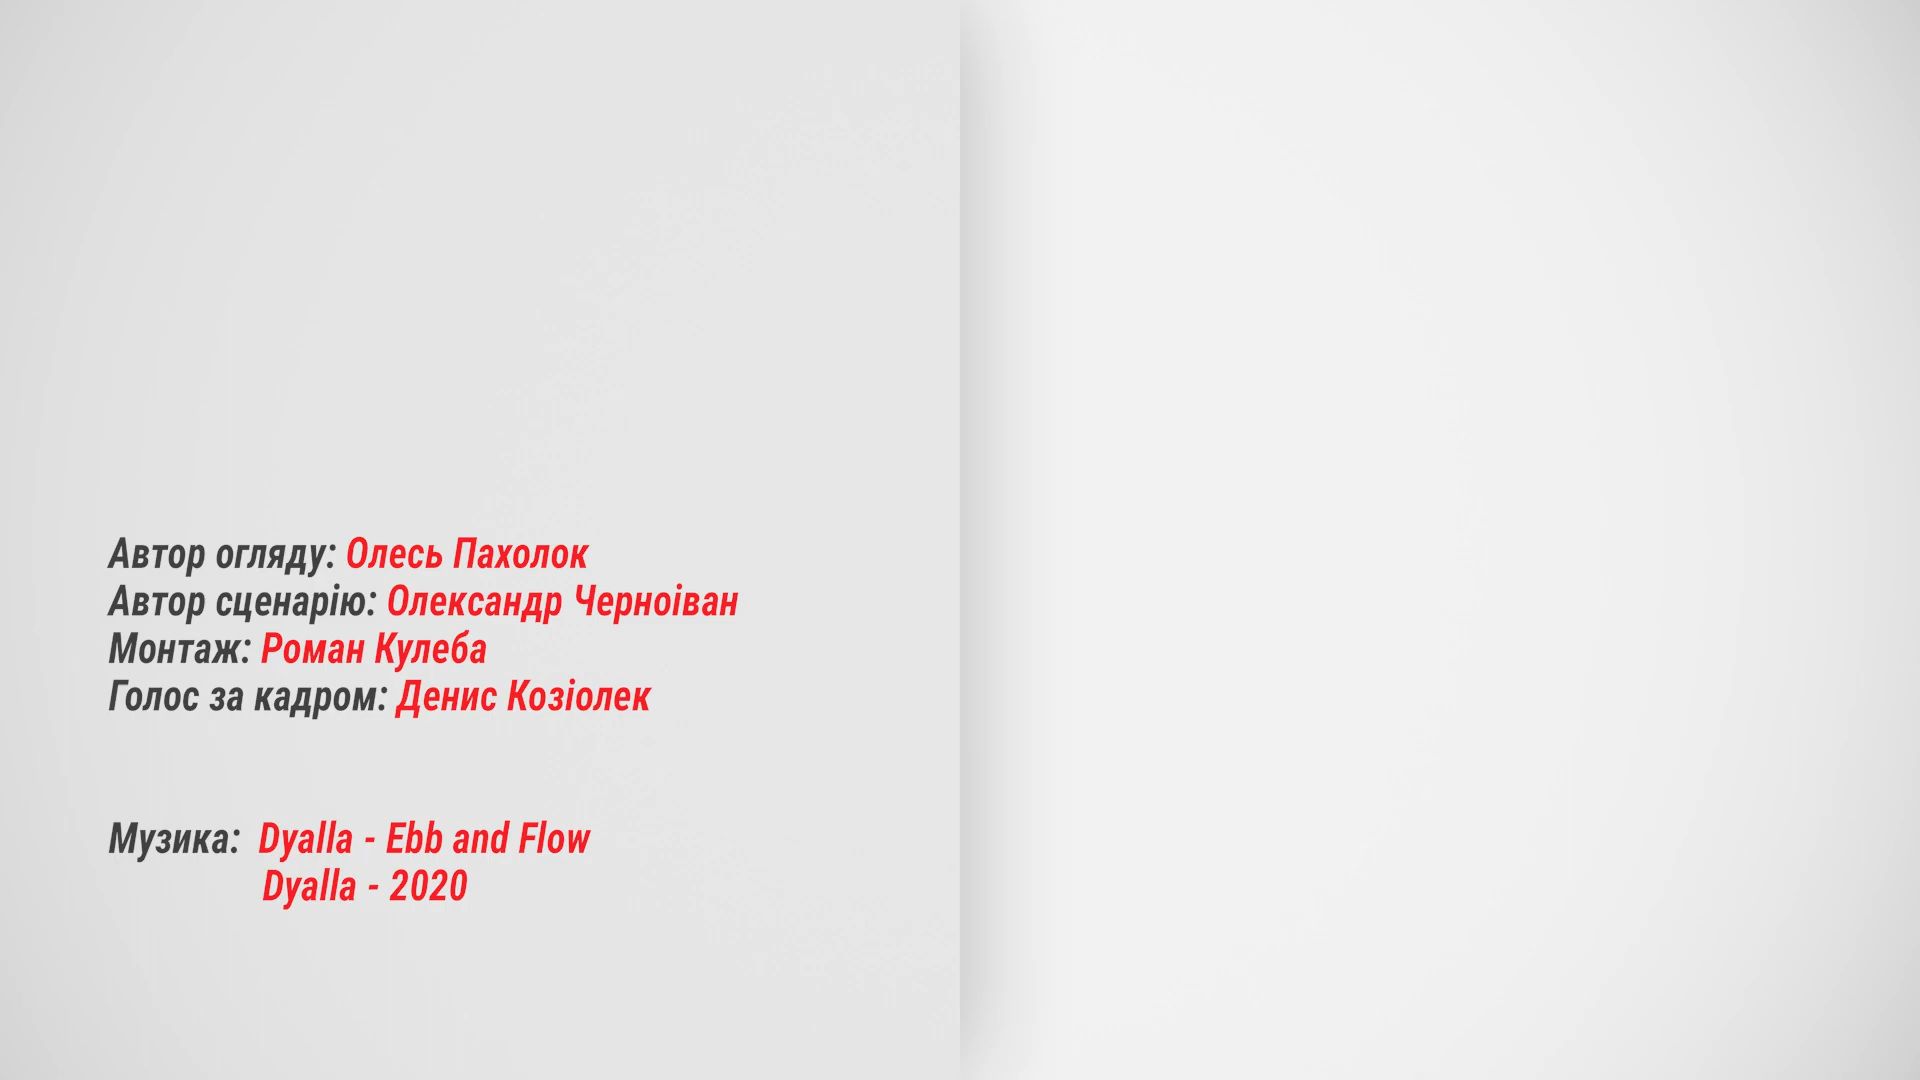 Автор огляду: Олесь Пахолок
Автор сценарію: Олександр Черноіван
Монтаж: Роман Кулеба
Голос за кадром: Денис Козіолек
Музика: Dyalla - Ebb and Flow
Dyalla - 2020